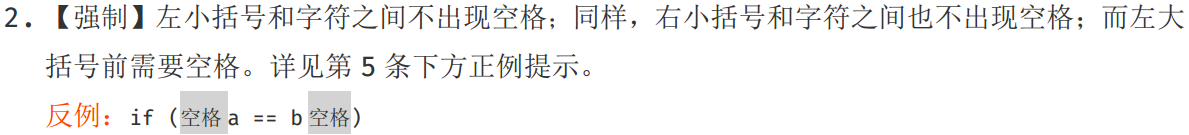 2. 【强制】左小括号和字符之间不出现空格；同样，右小括号和字符之间也不出现空格；而左大
括号前需要空格。详见第 5 条下方正例提示。
反例：if (空格a == b空格)